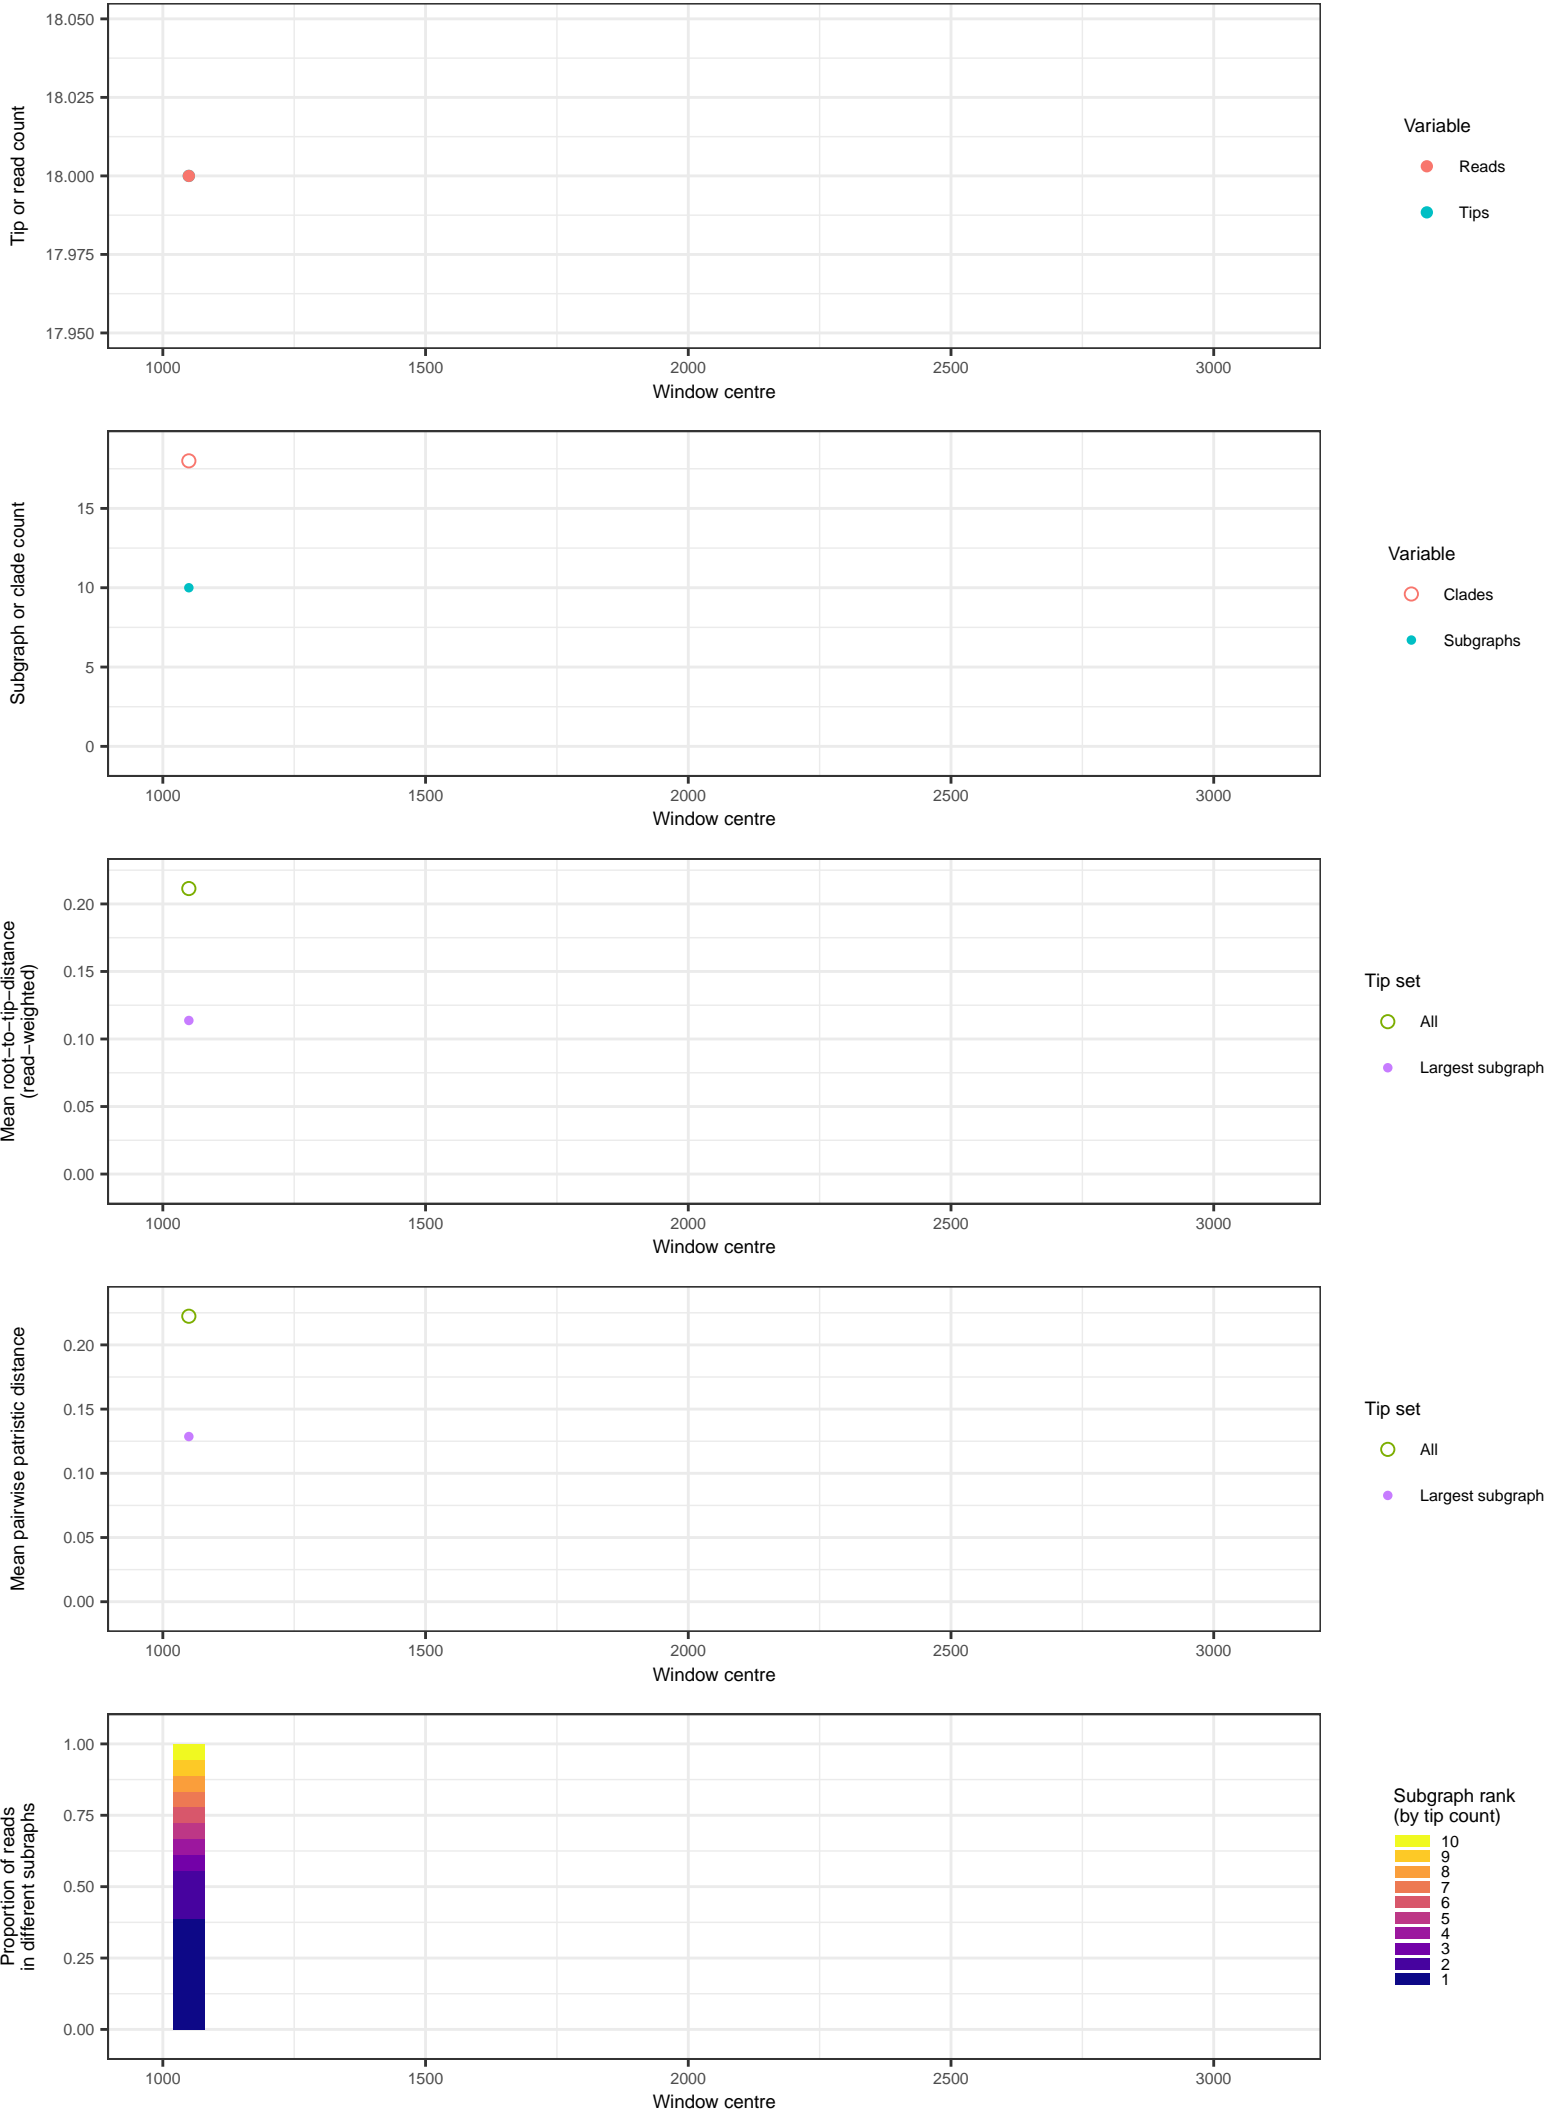 18.050
18.025
18.000
17.975
17.950
Tip or read count
1000 1500 2000 2500 3000
Window centre
Variable
Reads
Tips
15
10
5
0
Subgraph or clade count
1000 1500 2000 2500 3000
Window centre
Variable
Clades
Subgraphs
0.20
0.15
0.10
0.05
0.00
Mean root−to−tip−distance
(read−weighted)
1000 1500 2000 2500 3000
Window centre
Tip set
All
Largest subgraph
0.20
0.15
0.10
0.05
0.00
Mean pairwise patristic distance
1000 1500 2000 2500 3000
Window centre
Tip set
All
Largest subgraph
1.00
0.75
0.50
0.25
0.00
Proportion of reads
in different subraphs
1000 1500 2000 2500 3000
Window centre
Subgraph rank
(by tip count)
10
9
8
7
6
5
4
3
2
1